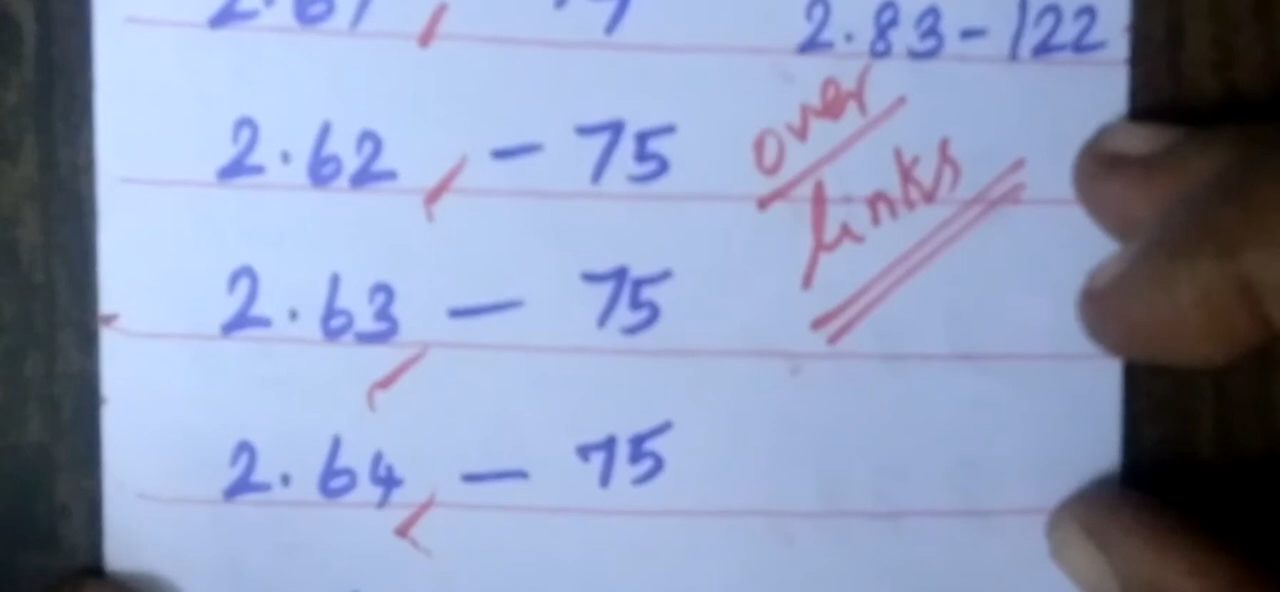 2.83 - 122
2.62 - 75
over
links
2.63 - 75
2.64 - 75